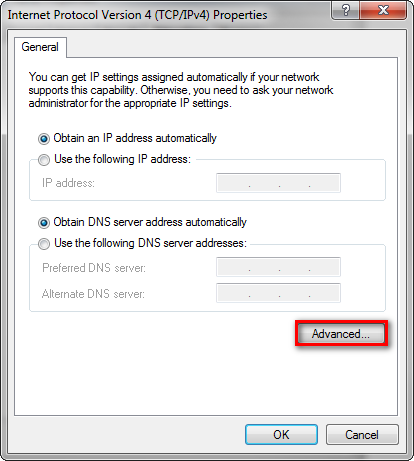 Internet Protocol Version 4 (TCP/IPv4) Properties
General
You can get IP settings assigned automatically if your network
supports this capability. Otherwise, you need to ask your network
administrator for the appropriate IP settings.
Obtain an IP address automatically
Use the following IP address:
IP address:
. . .
Obtain DNS server address automatically
Use the following DNS server addresses:
Preferred DNS server:
. . .
Alternate DNS server:
. . .
Advanced...
OK
Cancel